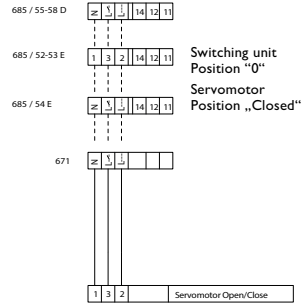 685 / 55-58 D
N L L 14 12 11
685 / 52-53 E
1 3 2 14 12 11
Switching unit
Position "0“
Servomotor
Position „Closed“
685 / 54 E
N L L 14 12 11
671
N L L
1 3 2 Servomotor Open/Close